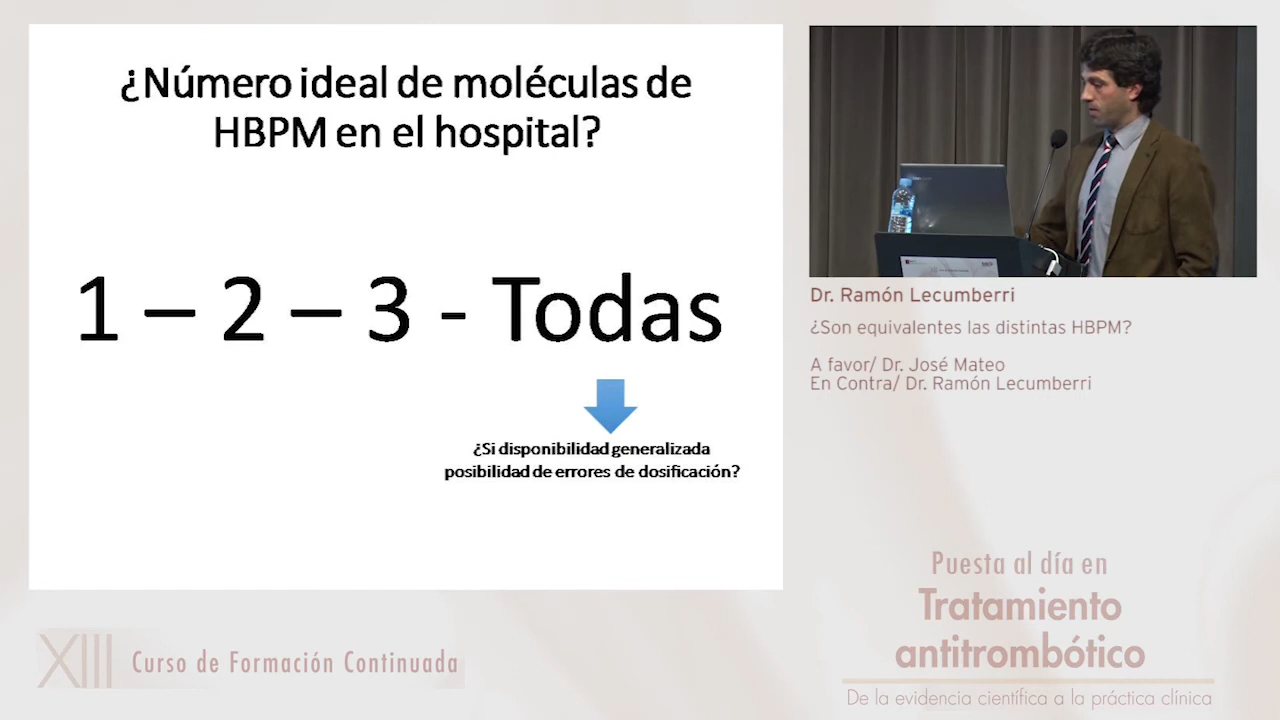 ¿Número ideal de moléculas de
HBPM en el hospital?
1 – 2 – 3 - Todas
¿Si disponibilidad generalizada
posibilidad de errores de dosificación?
Dr. Ramón Lecumberri
¿Son equivalentes las distintas HBPM?
A favor/ Dr. José Mateo
En Contra/ Dr. Ramón Lecumberri
Puesta al día en
Tratamiento
antitrombótico
De la evidencia científica a la práctica clínica
XIII Curso de Formación Continuada